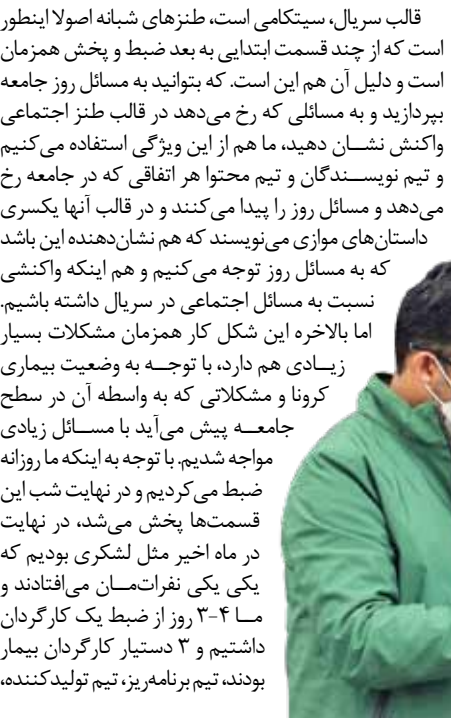 قالب سریال، سیتکامی است، طنزهای شبانه اصولا اینطور
است که از چند قسمت ابتدایی به بعد ضبط و پخش همزمان
است و دلیل آن هم این است. که بتوانید به مسائل روز جامعه
بپردازید و به مسائلی که رخ می‌دهد در قالب طنز اجتماعی
واکنش نشــان دهید، ما هم از این ویژگی استفاده می‌کنیم
و تیم نویســندگان و تیم محتوا هر اتفاقی که در جامعه رخ
می‌دهد و مسائل روز را پیدا می‌کنند و در قالب آنها یکسری
داستان‌های موازی می‌نویسند که هم نشان‌دهنده این باشد
که به مسائل روز توجه می‌کنیم و هم اینکه واکنشی
نسبت به مسائل اجتماعی در سریال داشته باشیم.
اما بالاخره این شکل کار همزمان مشکلات بسیار
زیــادی هم دارد، با توجــه به وضعیت بیماری
کرونا و مشکلاتی که به واسطه آن در سطح
جامعــه پیش می‌آید با مســائل زیادی
مواجه شدیم. با توجه به اینکه ما روزانه
ضبط می‌کردیم و در نهایت شب این
قسمت‌ها پخش می‌شد، در نهایت
در ماه اخیر مثل لشکری بودیم که
یکی یکی نفرات‌مــان می‌افتادند و
مــا ۴-۳ روز از ضبط یک کارگردان
داشتیم و ۳ دستیار کارگردان بیمار
بودند، تیم برنامه‌ریز، تیم تولیدکننده،